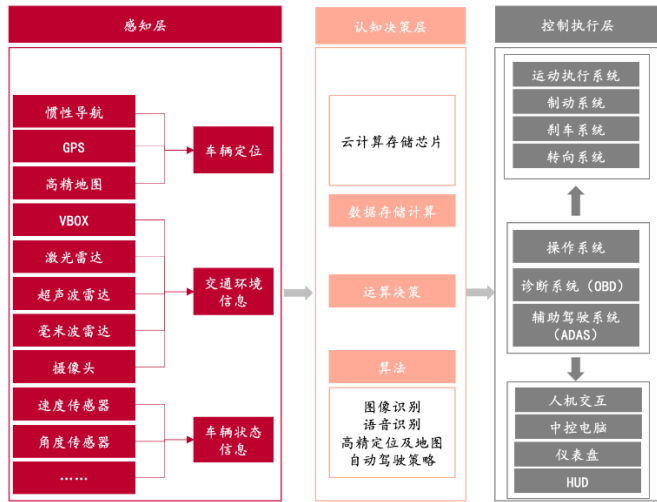 感知层
惯性导航
GPS
高精地图
VBOX
激光雷达
超声波雷达
毫米波雷达
摄像头
速度传感器
角度传感器
……
车辆定位
交通环境
信息
车辆状态
信息
认知决策层
云计算存储芯片
数据存储计算
运算决策
算法
图像识别
语音识别
高精定位及地图
自动驾驶策略
控制执行层
运动执行系统
制动系统
刹车系统
转向系统
操作系统
诊断系统（OBD）
辅助驾驶系统
（ADAS）
人机交互
中控电脑
仪表盘
HUD